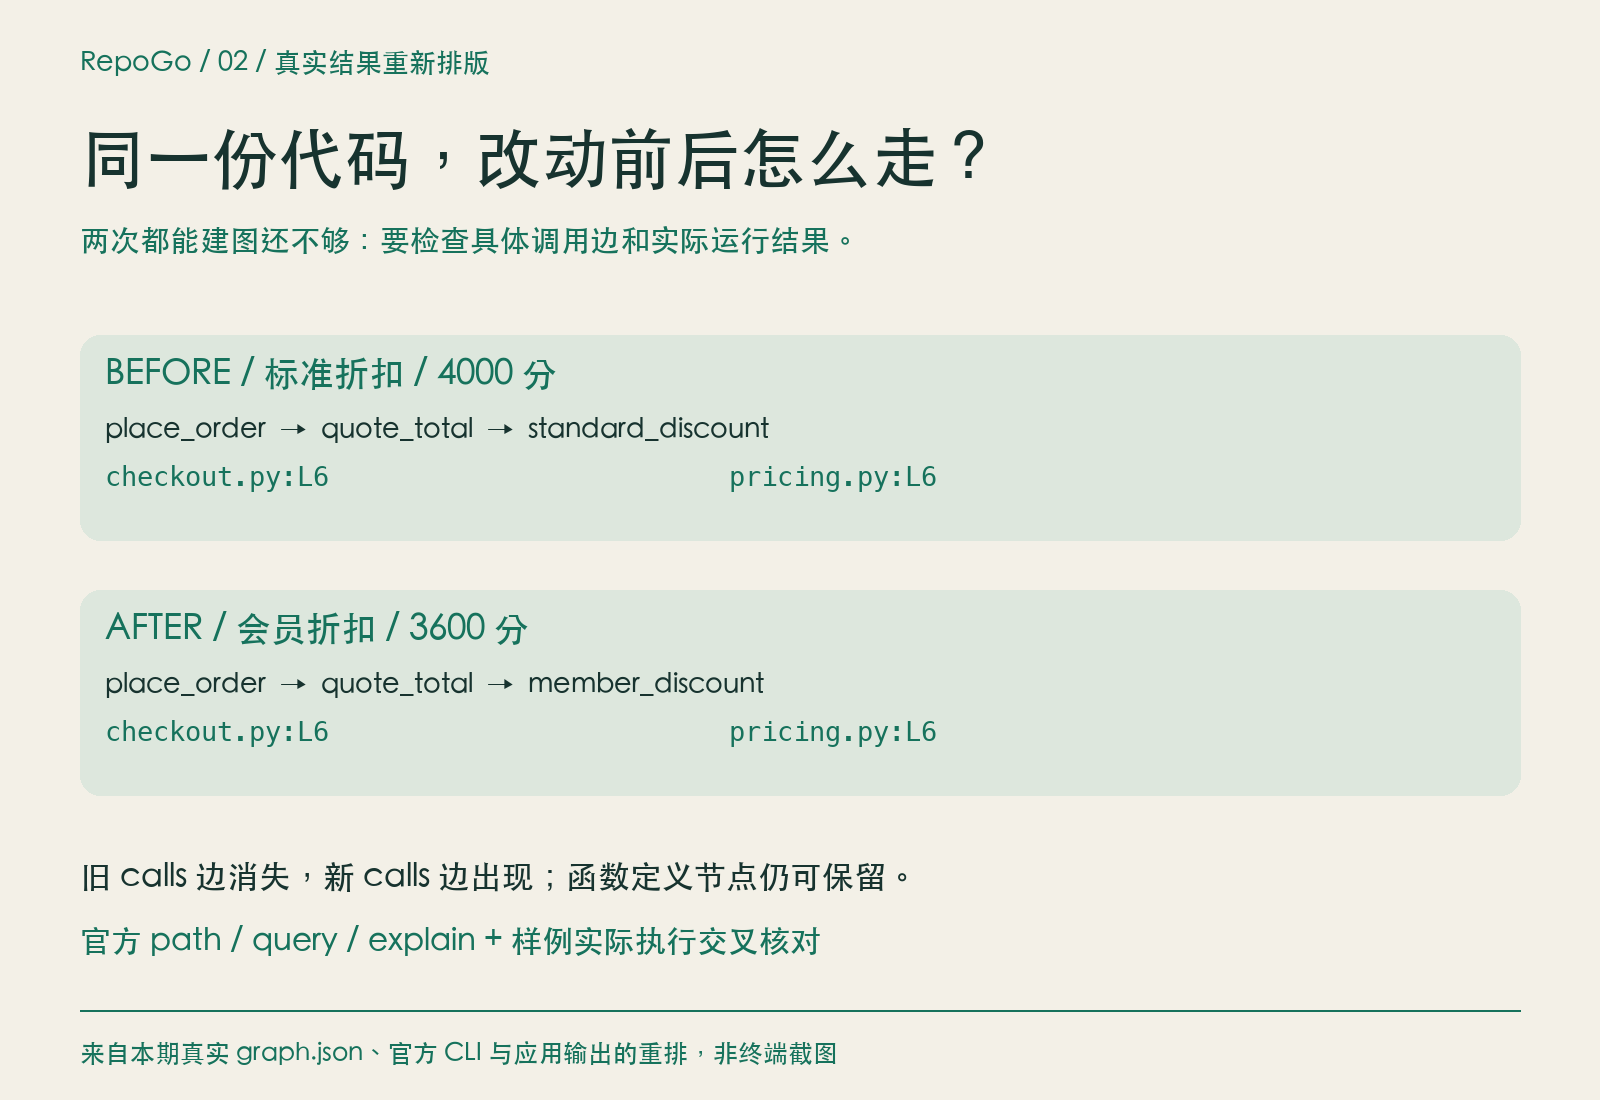 RepoGo / 02 / 真实结果重新排版
同一份代码，改动前后怎么走？
两次都能建图还不够：要检查具体调用边和实际运行结果。
BEFORE / 标准折扣 / 4000 分
place_order → quote_total → standard_discount
checkout.py:L6 pricing.py:L6
AFTER / 会员折扣 / 3600 分
place_order → quote_total → member_discount
checkout.py:L6 pricing.py:L6
旧 calls 边消失，新 calls 边出现；函数定义节点仍可保留。
官方 path / query / explain + 样例实际执行交叉核对
来自本期真实 graph.json、官方 CLI 与应用输出的重排，非终端截图